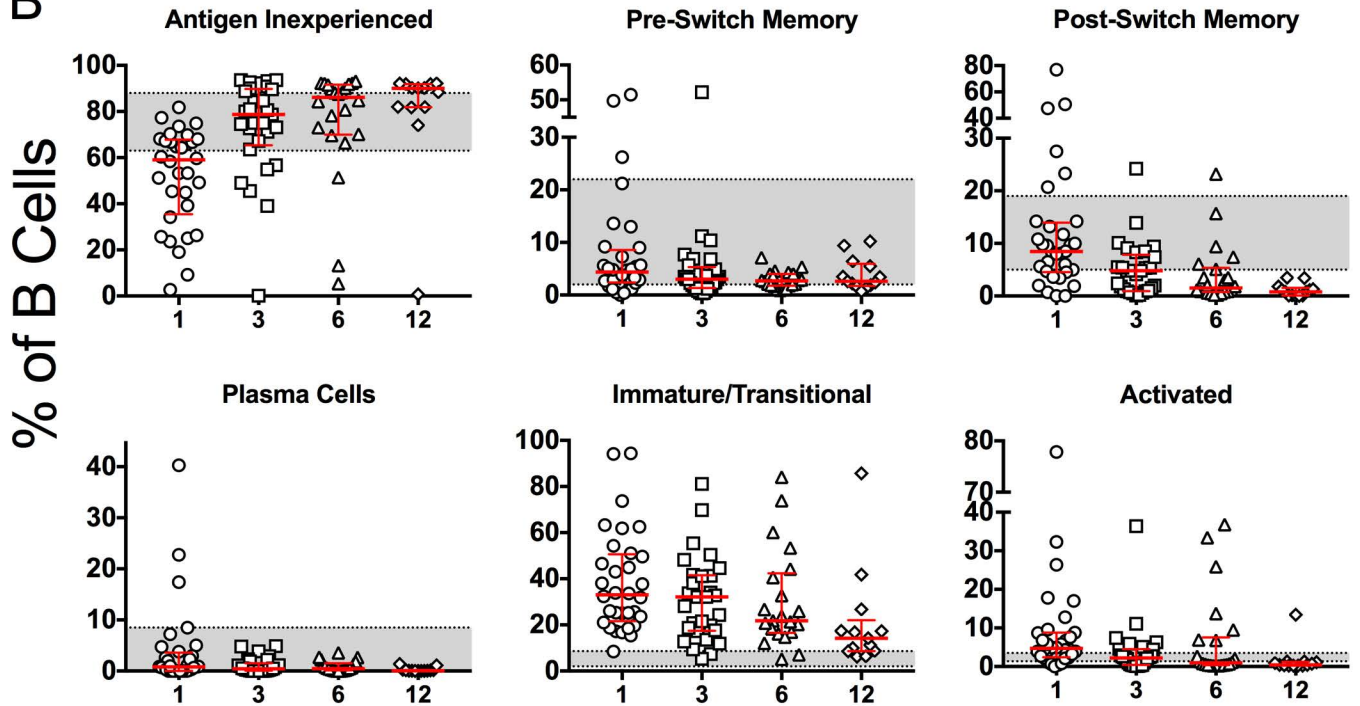 B
% of B Cells
Antigen Inexperienced
100
80
60
40
20
0
1 3 6 12
Pre-Switch Memory
60
50
30
20
10
0
1 3 6 12
Post-Switch Memory
80
60
40
30
20
10
0
1 3 6 12
Plasma Cells
40
30
20
10
0
1 3 6 12
Immature/Transitional
100
80
60
40
20
0
1 3 6 12
Activated
80
70
40
30
20
10
0
1 3 6 12